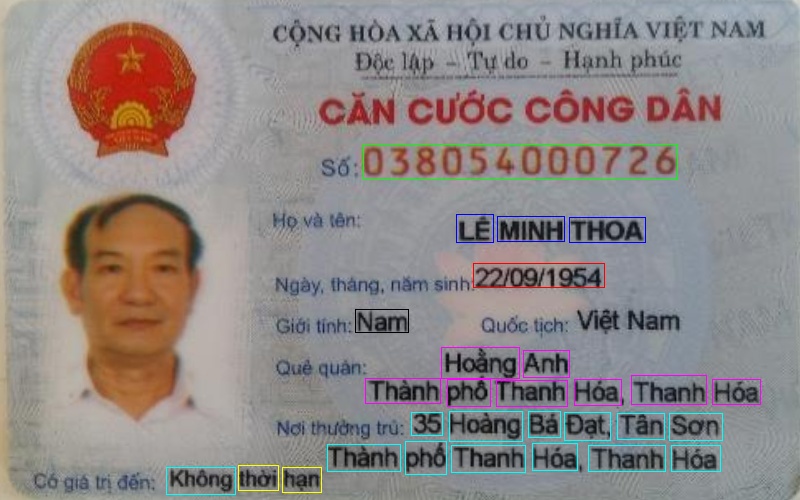 CỘNG HÒA XÃ HỘI CHỦ NGHĨA VIỆT NAM
Độc lập - Tự do - Hạnh phúc
CĂN CƯỚC CÔNG DÂN
Số: 038054000726
Họ và tên: LÊ MINH THOA
Ngày, tháng, năm sinh: 22/09/1954
Giới tính: Nam Quốc tịch: Việt Nam
Quê quán: Hoằng Anh
Thành phố Thanh Hóa, Thanh Hóa
Nơi thường trú: 35 Hoàng Bá Đạt, Tân Sơn
Thành phố Thanh Hóa, Thanh Hóa
Có giá trị đến: Không thời hạn